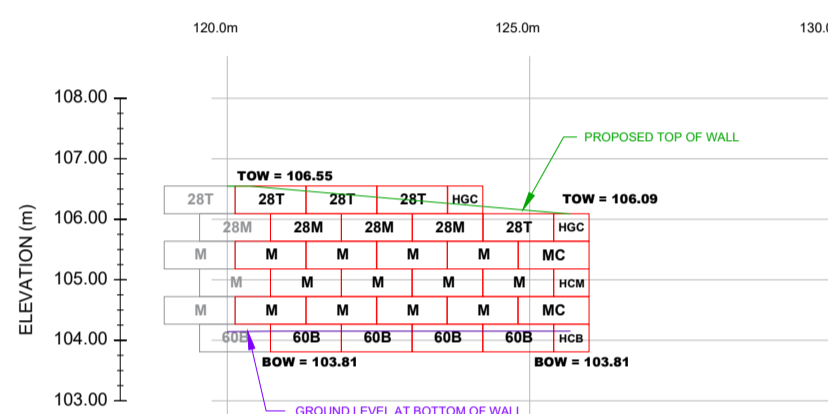 120.0m 125.0m 130.0
108.00
PROPOSED TOP OF WALL
107.00
TOW = 106.55
28T 28T 28T 28T HGC
TOW = 106.09
106.00
28M 28M 28M 28M 28T HGC
M M M M M MC
105.00
M M M M M HCM
M M M M M MC
104.00
60B 60B 60B 60B 60B HCB
BOW = 103.81 BOW = 103.81
103.00
GROUND LEVEL AT BOTTOM OF WALL
ELEVATION (m)